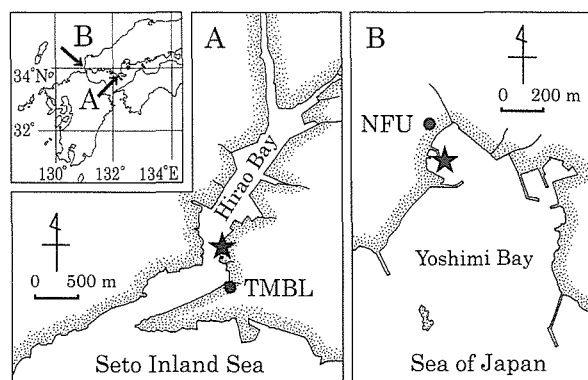 B
34°N
A
32°
130° 132° 134°E
A
Hirao Bay
0 500 m
TMBL
Seto Inland Sea
B
0 200 m
NFU
Yoshimi Bay
Sea of Japan